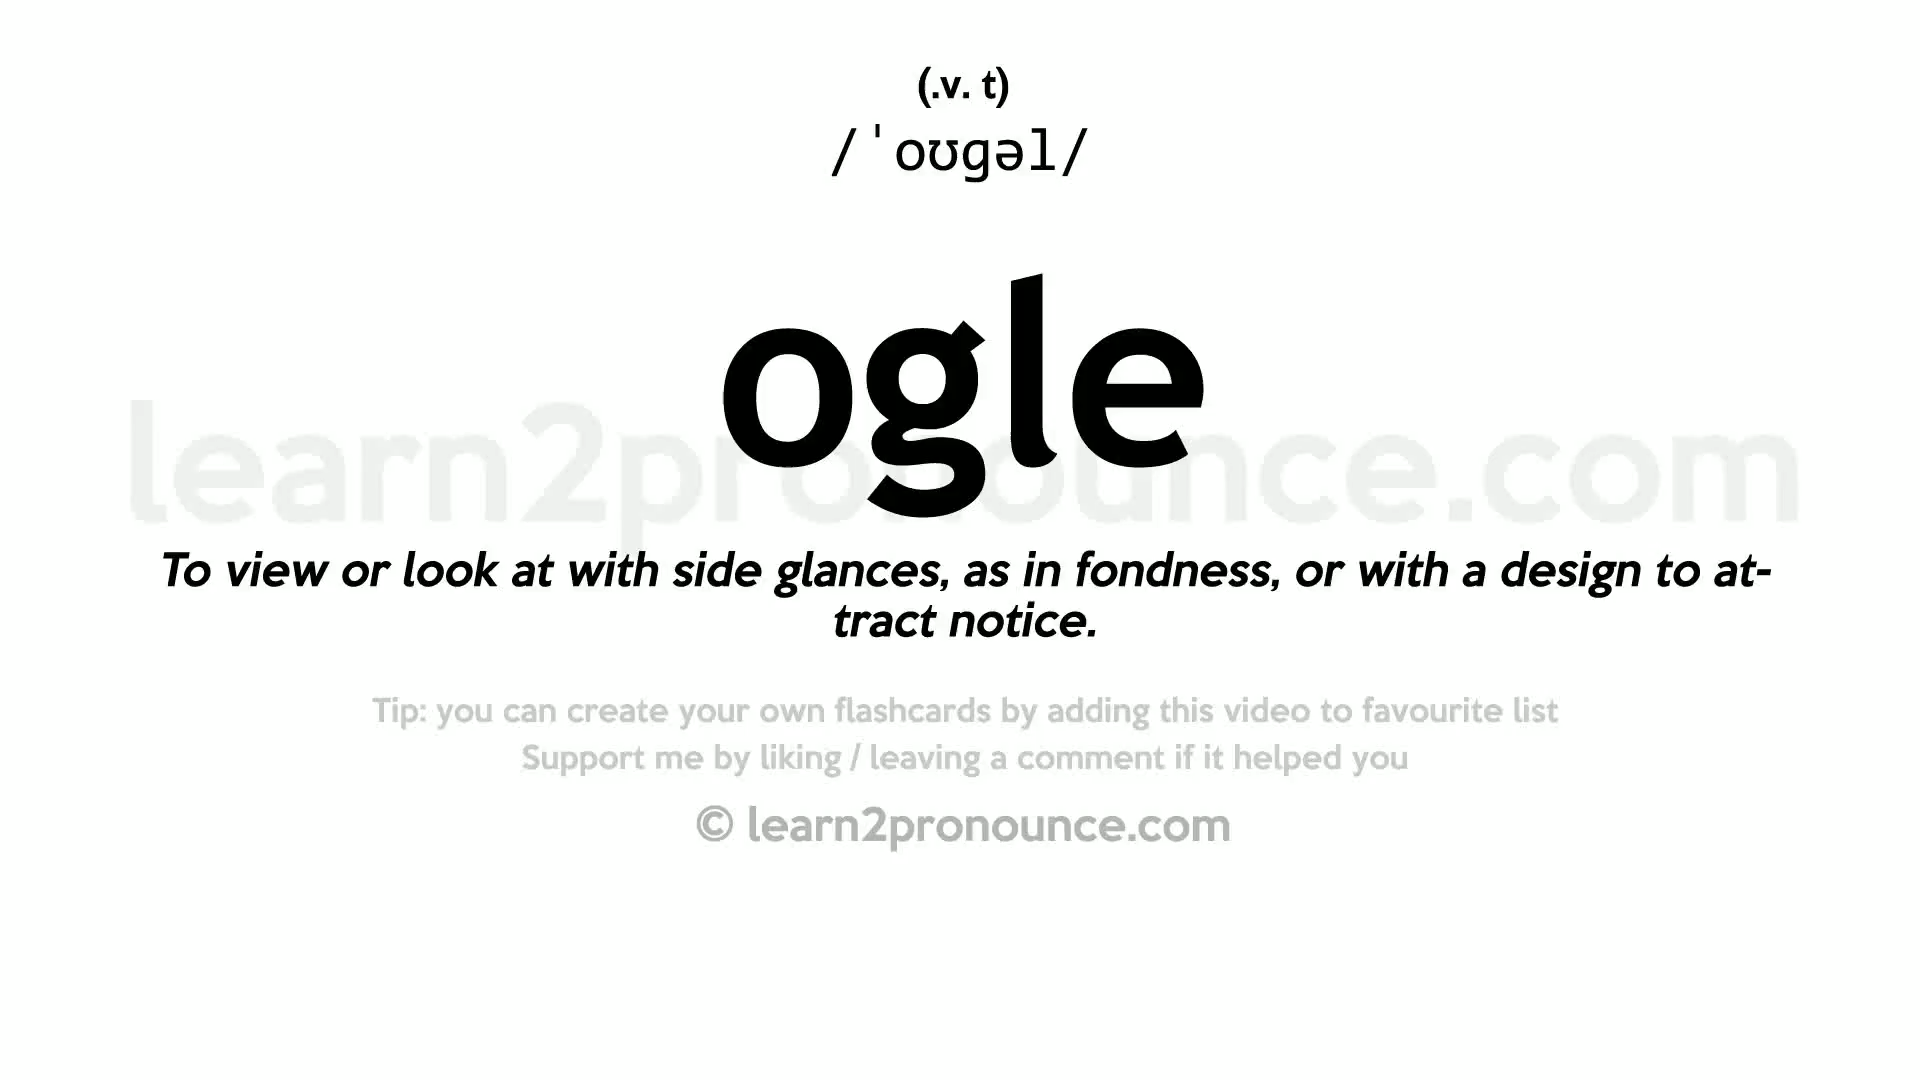 (.v. t)
/ˈoʊɡəl/
ogle
learn2pronounce.com
To view or look at with side glances, as in fondness, or with a design to at-
tract notice.
Tip: you can create your own flashcards by adding this video to favourite list
Support me by liking / leaving a comment if it helped you
© learn2pronounce.com